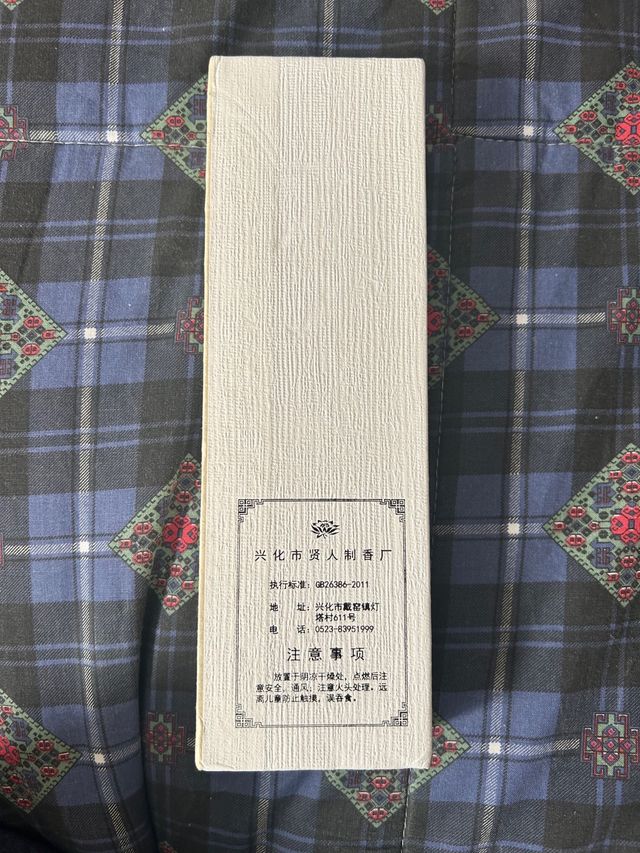 兴化市贤人制香厂
执行标准：GB26386-2011
地 址：兴化市戴窑镇灯
塔村611号
电 话：0523-83951999
注意事项
放置于阴凉干燥处，点燃后注
意安全，通风；注意火头处理。远
离儿童防止触摸，误吞食。